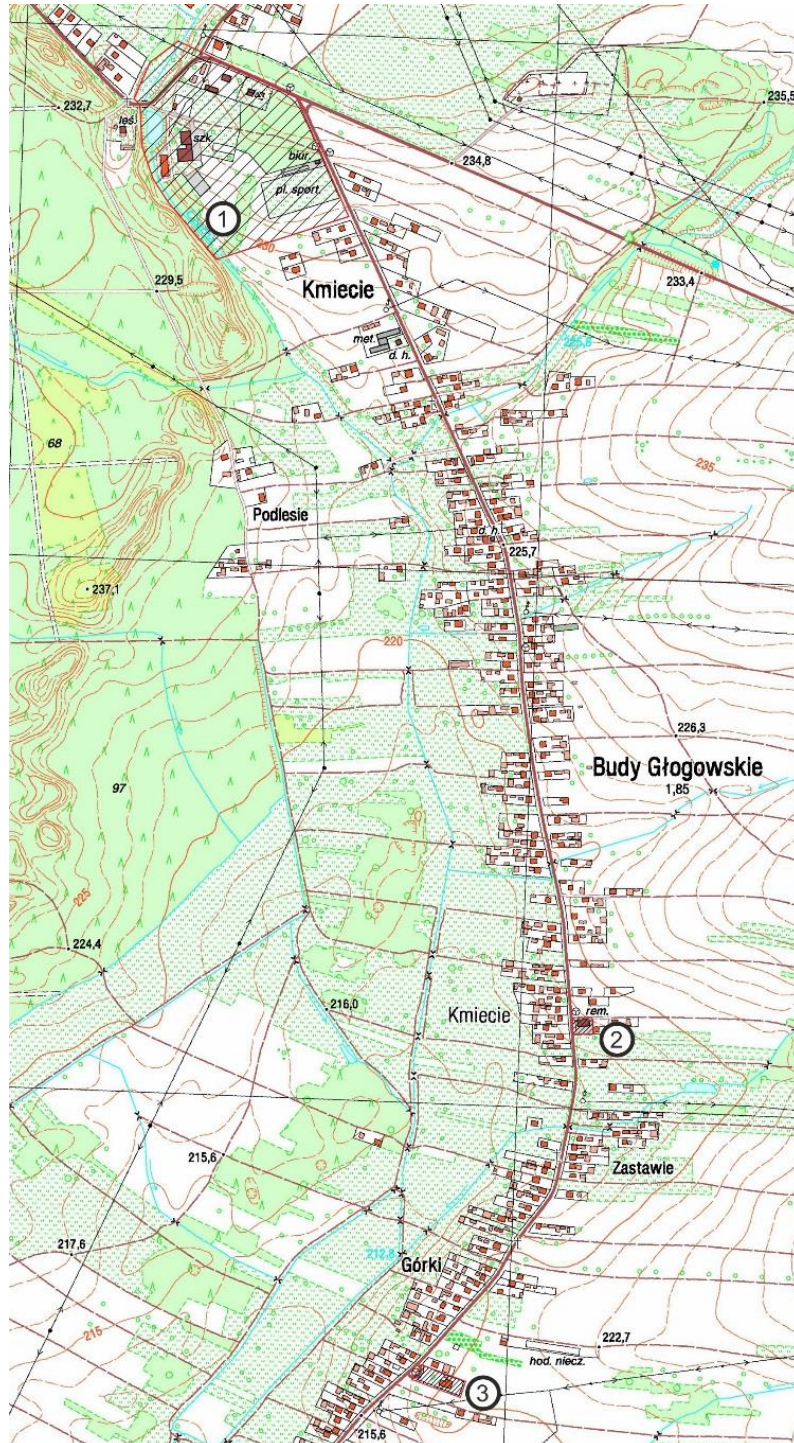 232,7
leś.
szk.
biur.
pl. sport.
235,5
234,8
1
230
229,5
Kmiecie
233,4
met.
d. h.
225,6
68
235
Podlesie
d. h.
225,7
237,1
220
226,3
Budy Głogowskie
1,85
97
225
224,4
216,0
Kmiecie
rem.
2
215,6
Zastawie
217,6
212,8
Górki
215
222,7
hod. niecz.
3
215,6